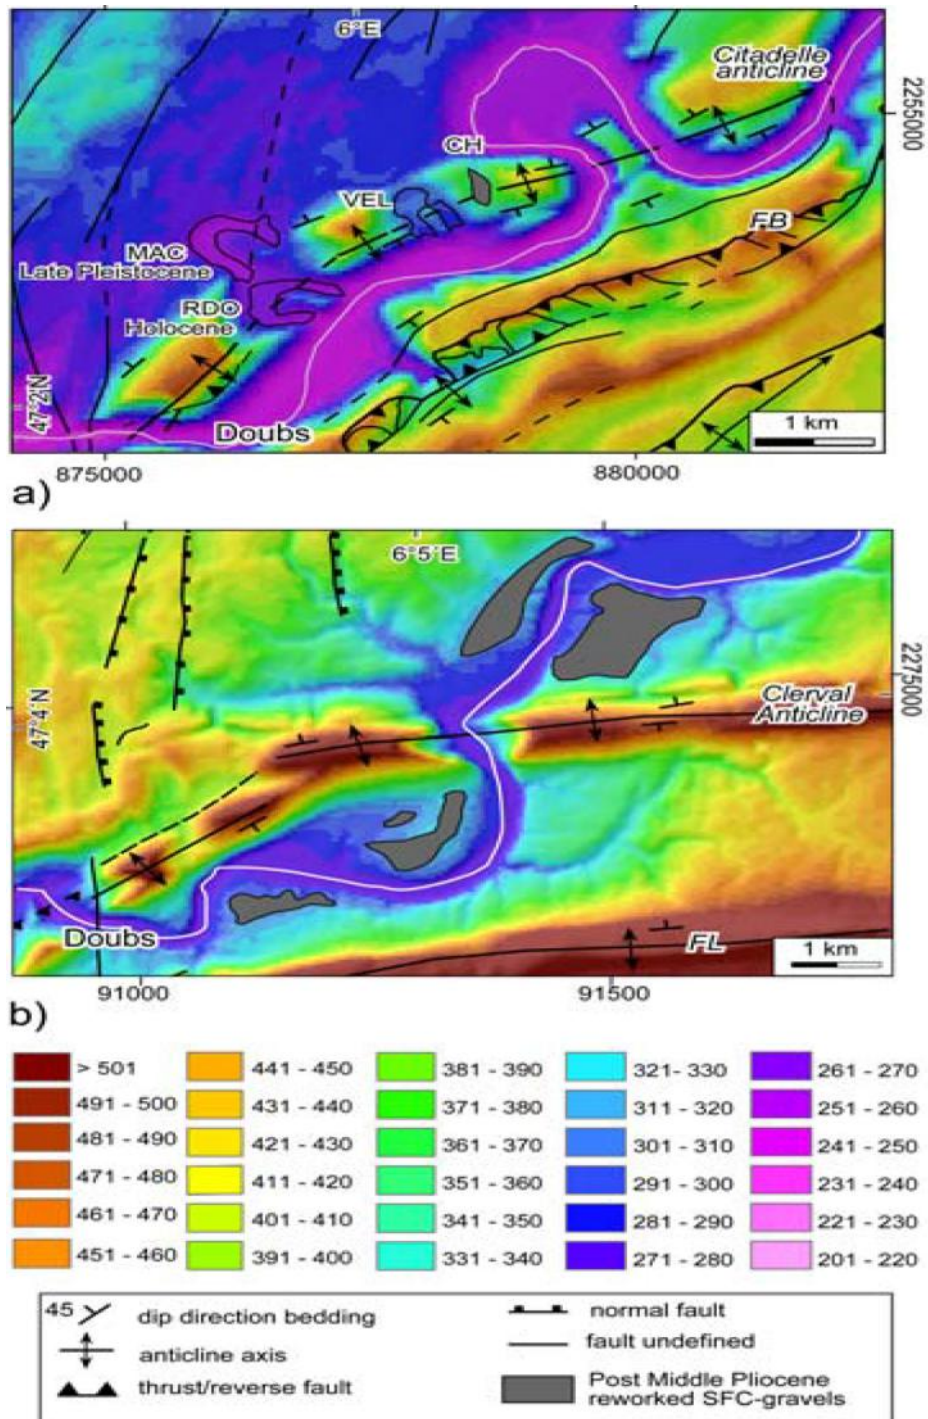 6°E
Citadelle
anticline
2255000
CH
VEL
FB
MAC
Late Pleistocene
RDO
Holocene
47°2'N
Doubs
1 km
875000
880000
a)
6°5'E
2275000
47°4'N
Clerval
Anticline
Doubs
FL
1 km
91000
91500
b)
> 501
491 - 500
481 - 490
471 - 480
461 - 470
451 - 460
441 - 450
431 - 440
421 - 430
411 - 420
401 - 410
391 - 400
381 - 390
371 - 380
361 - 370
351 - 360
341 - 350
331 - 340
321- 330
311 - 320
301 - 310
291 - 300
281 - 290
271 - 280
261 - 270
251 - 260
241 - 250
231 - 240
221 - 230
201 - 220
45
dip direction bedding
anticline axis
thrust/reverse fault
normal fault
fault undefined
Post Middle Pliocene
reworked SFC-gravels